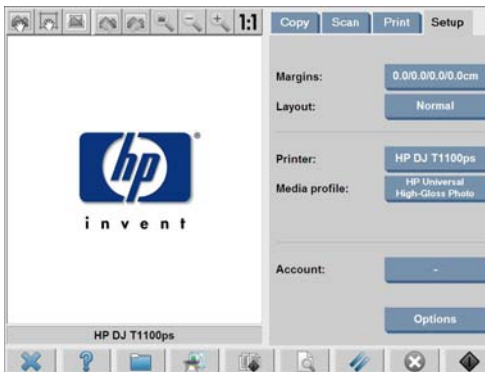 1:1
Copy Scan Print Setup
Margins: 0.0/0.0/0.0/0.0cm
Layout: Normal
hp
®
invent
Printer: HP DJ T1100ps
Media profile: HP Universal
High-Gloss Photo
Account: -
Options
HP DJ T1100ps
?